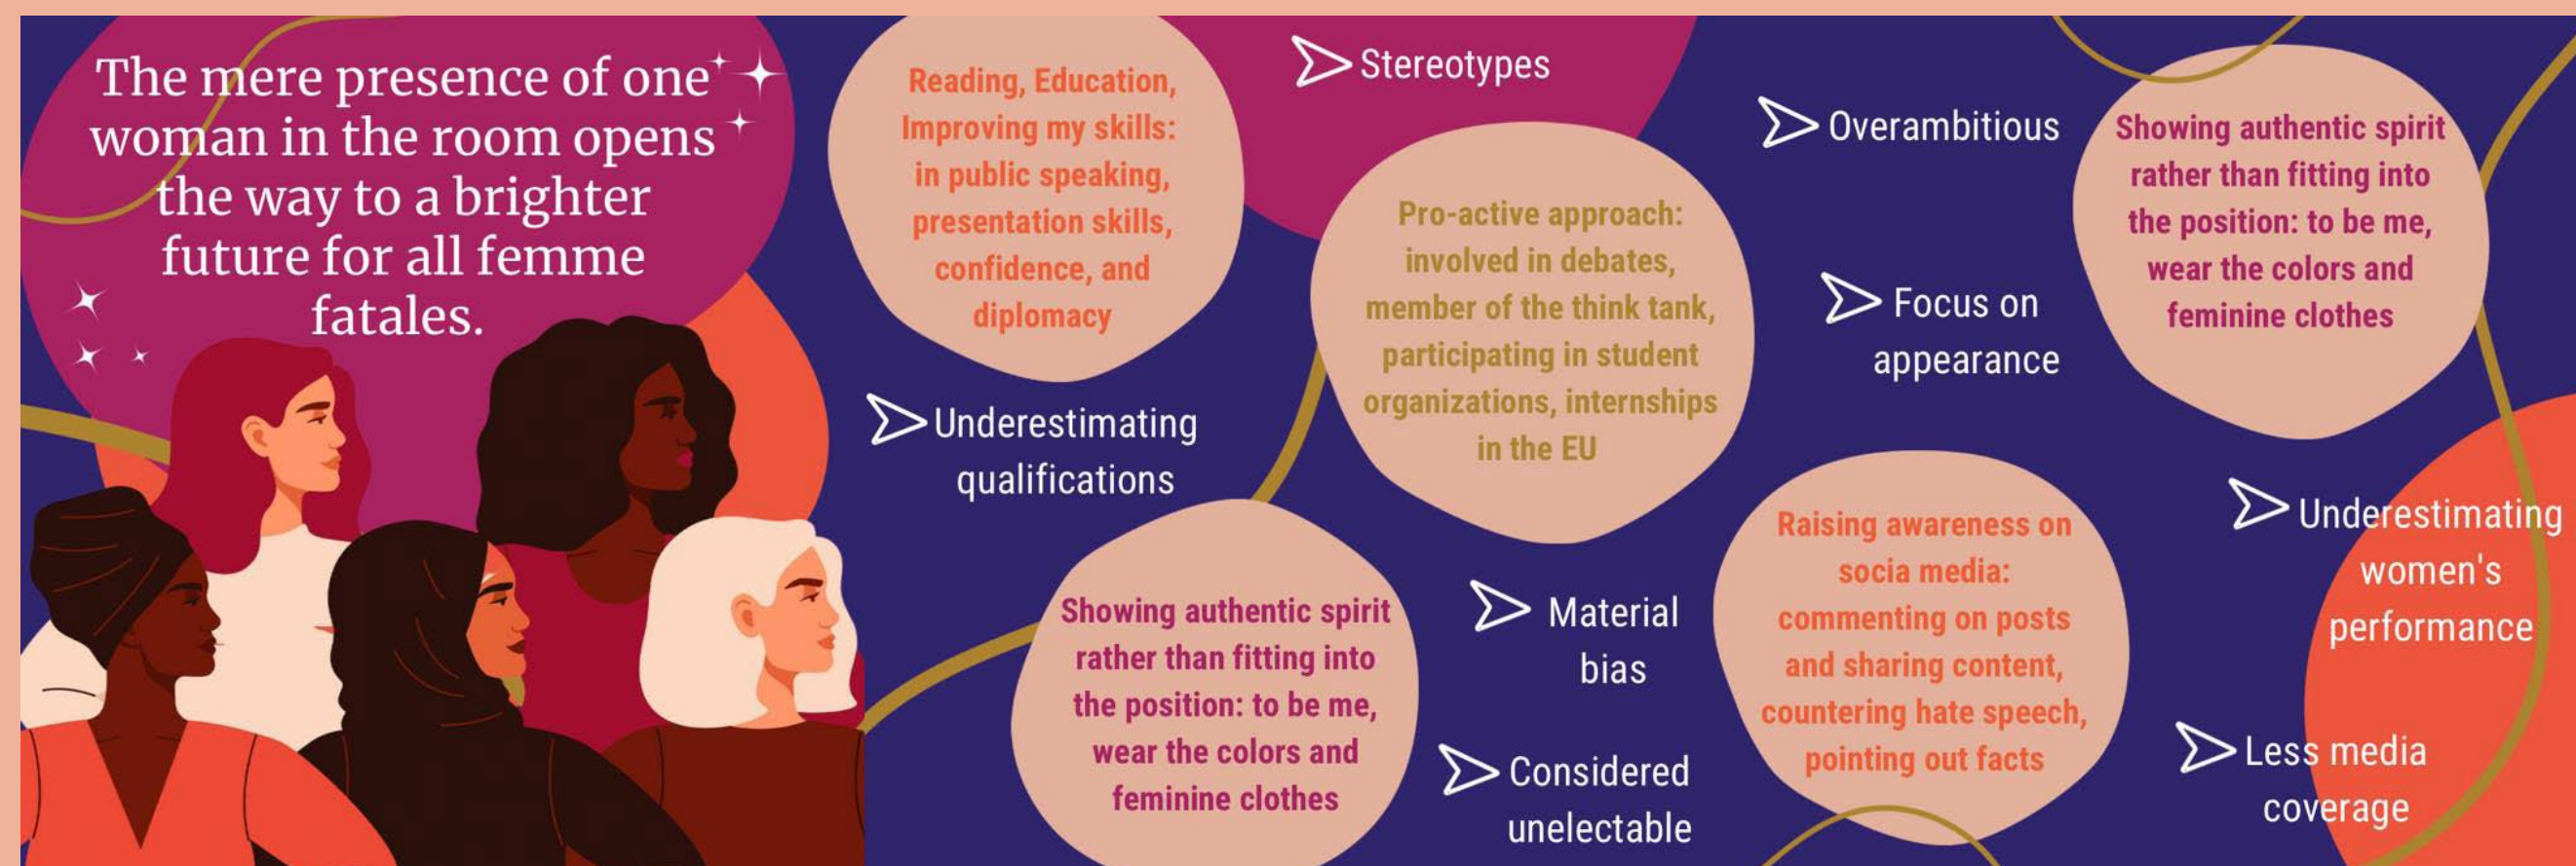 The mere presence of one
woman in the room opens
the way to a brighter
future for all femme
fatales.
Reading, Education,
Improving my skills:
in public speaking,
presentation skills,
confidence, and
diplomacy
Stereotypes
Pro-active approach:
involved in debates,
member of the think tank,
participating in student
organizations, internships
in the EU
Overambitious
Focus on
appearance
Showing authentic spirit
rather than fitting into
the position: to be me,
wear the colors and
feminine clothes
Underestimating
qualifications
Showing authentic spirit
rather than fitting into
the position: to be me,
wear the colors and
feminine clothes
Material
bias
Considered
unelectable
Raising awareness on
socia media:
commenting on posts
and sharing content,
countering hate speech,
pointing out facts
Underestimating
women's
performance
Less media
coverage